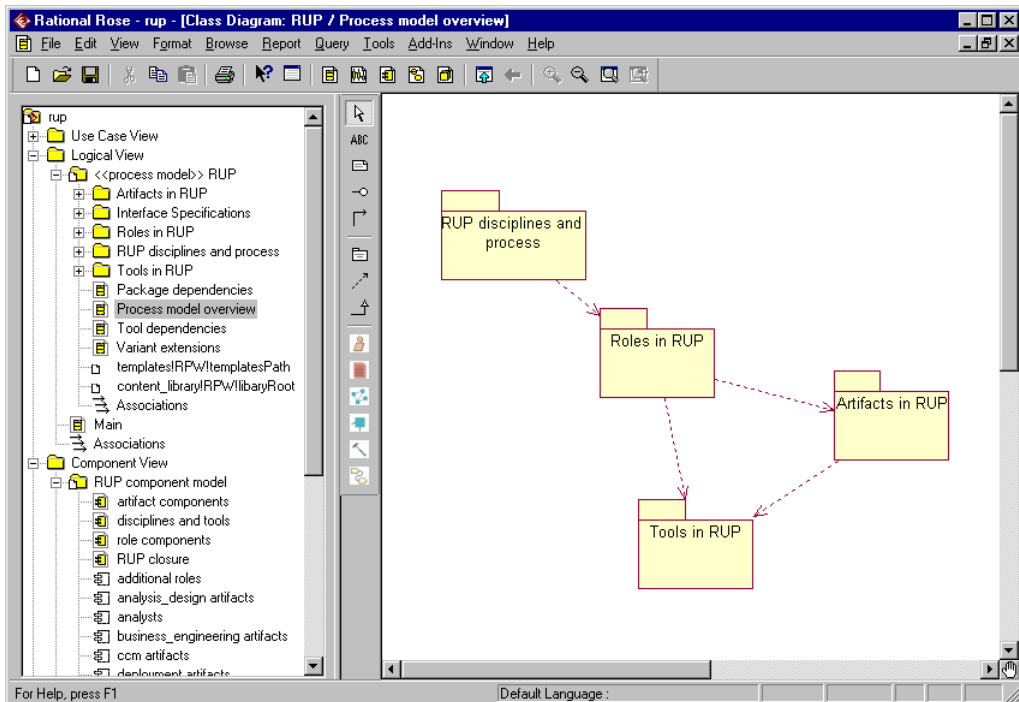 Rational Rose - rup - [Class Diagram: RUP / Process model overview]
File Edit View Format Browse Report Query Tools Add-Ins Window Help
rup
Use Case View
Logical View
<<process model>> RUP
Artifacts in RUP
Interface Specifications
Roles in RUP
RUP disciplines and process
Tools in RUP
Package dependencies
Process model overview
Tool dependencies
Variant extensions
templates!RPW!templatesPath
content_library!RPW!libaryRoot
Associations
Main
Associations
Component View
RUP component model
artifact components
disciplines and tools
role components
RUP closure
additional roles
analysis_design artifacts
analysts
business_engineering artifacts
ccm artifacts
deployment artifacts
ABC
RUP disciplines and
process
Roles in RUP
Artifacts in RUP
Tools in RUP
For Help, press F1
Default Language :